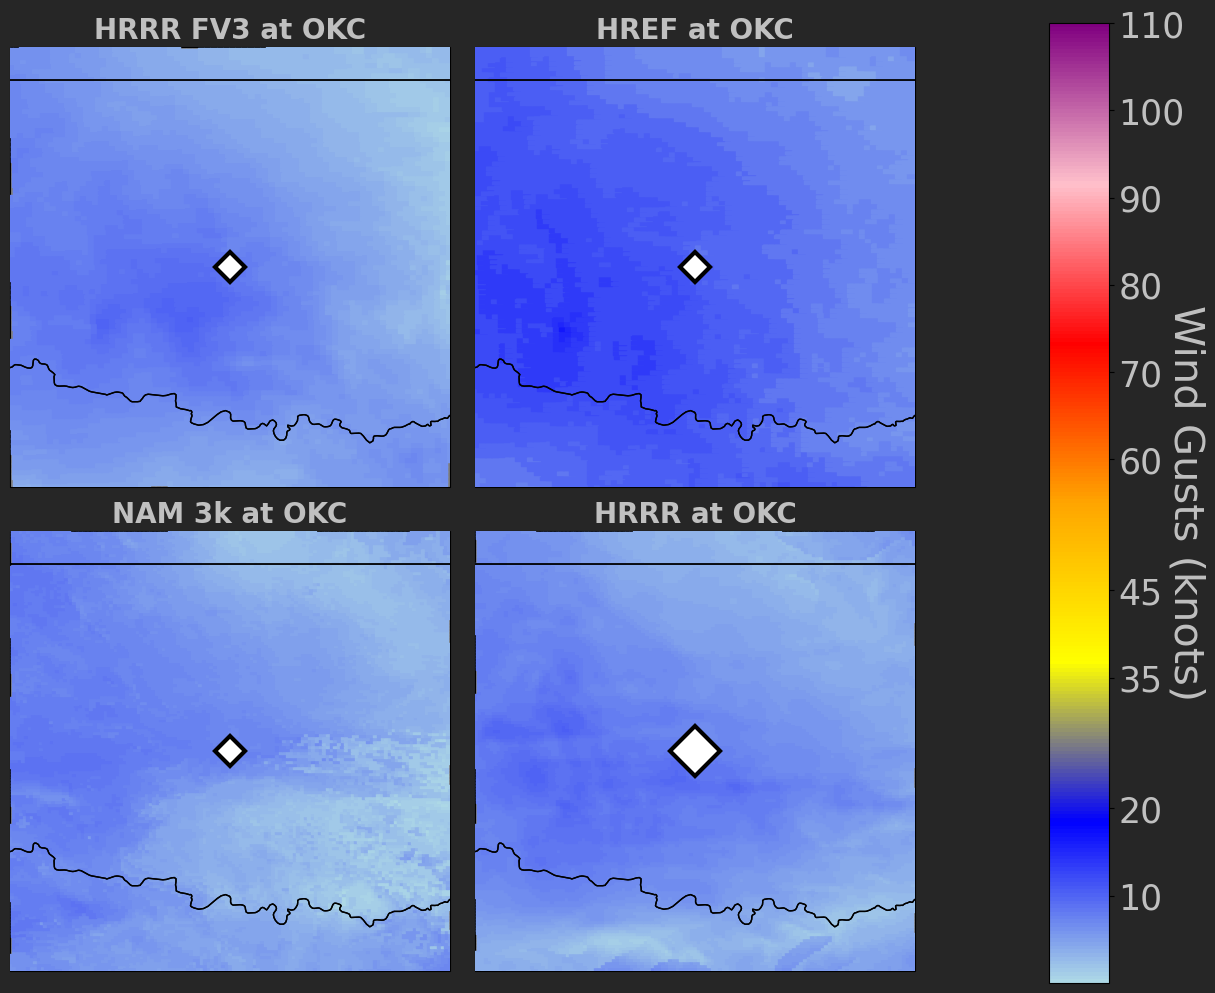 HRRR FV3 at OKC
HREF at OKC
NAM 3k at OKC
HRRR at OKC
110
100
90
80
70
60
45
35
20
10
Wind Gusts (knots)